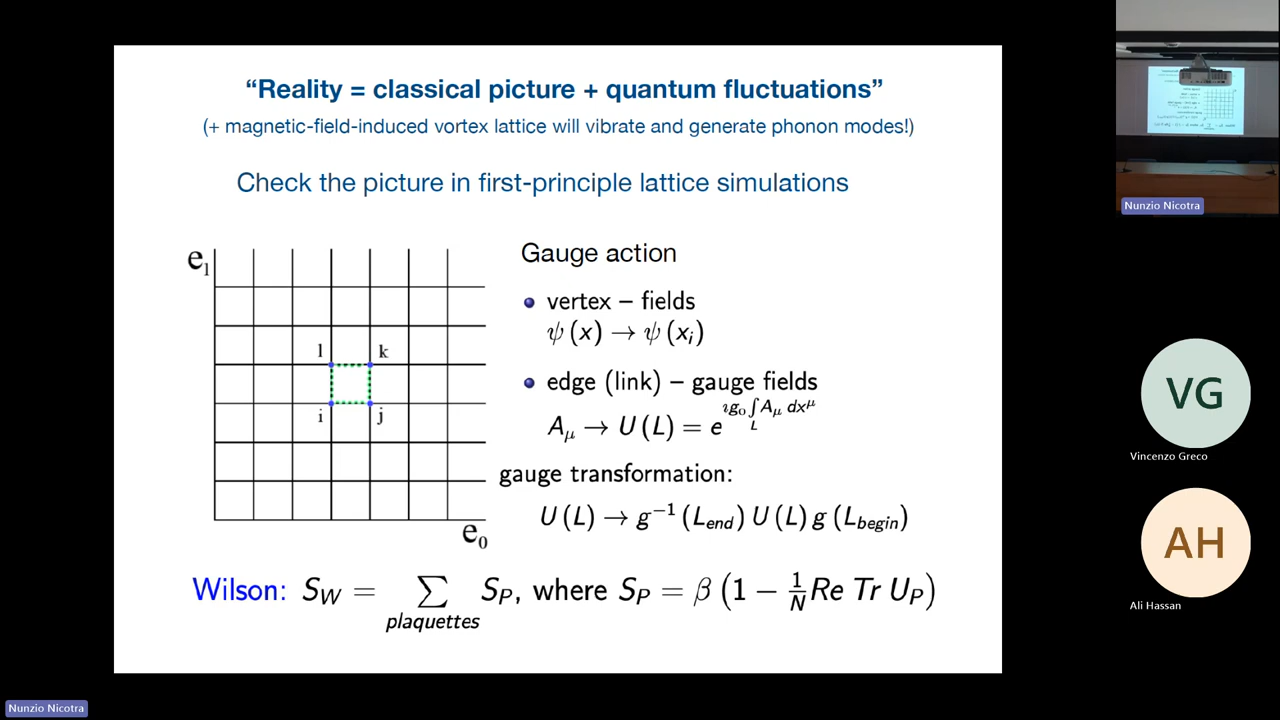 “Reality = classical picture + quantum fluctuations”
(+ magnetic-field-induced vortex lattice will vibrate and generate phonon modes!)
Check the picture in first-principle lattice simulations
e₁
Gauge action
• vertex – fields
ψ (x) → ψ (xᵢ)
l k
• edge (link) – gauge fields
i j
A_μ → U (L) = e^{ıg₀ ∫_L A_μ dx^μ}
gauge transformation:
U (L) → g⁻¹ (L_end) U (L) g (L_begin)
e₀
Wilson: S_W = ∑_{plaquettes} S_P, where S_P = β (1 − 1/N Re Tr U_P)
Nunzio Nicotra
VG
Vincenzo Greco
AH
Ali Hassan
Nunzio Nicotra